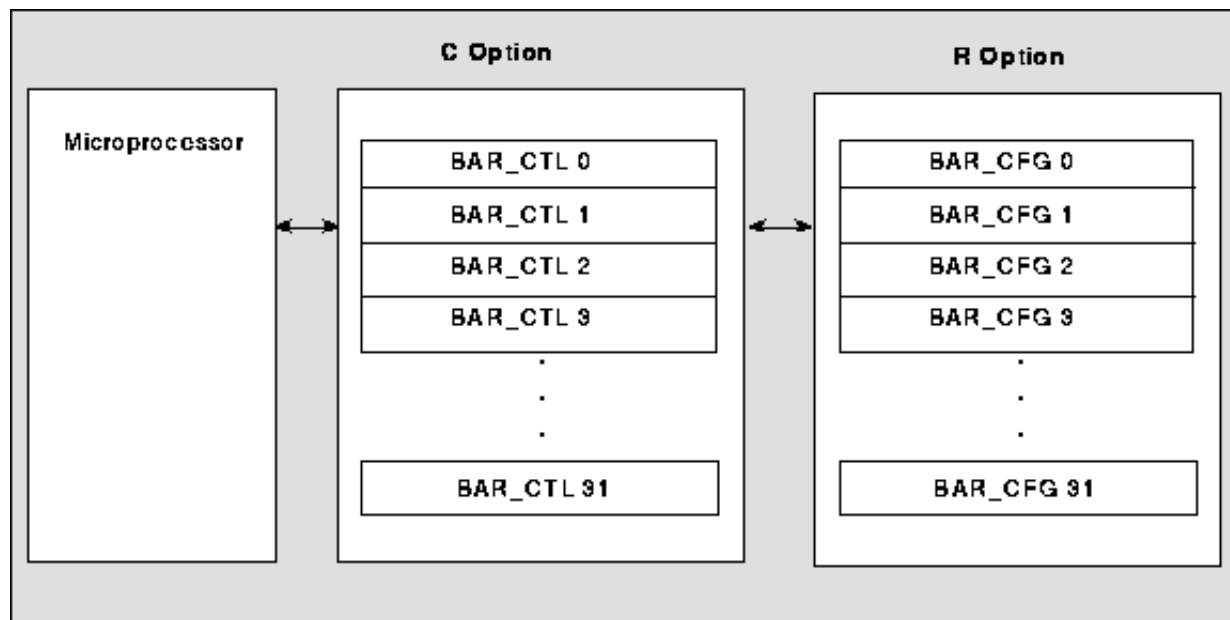 C Option
R Option
Microprocessor
BAR_CTL 0
BAR_CTL 1
BAR_CTL 2
BAR_CTL 3
.
.
.
BAR_CTL 31
BAR_CFG 0
BAR_CFG 1
BAR_CFG 2
BAR_CFG 3
.
.
.
BAR_CFG 31